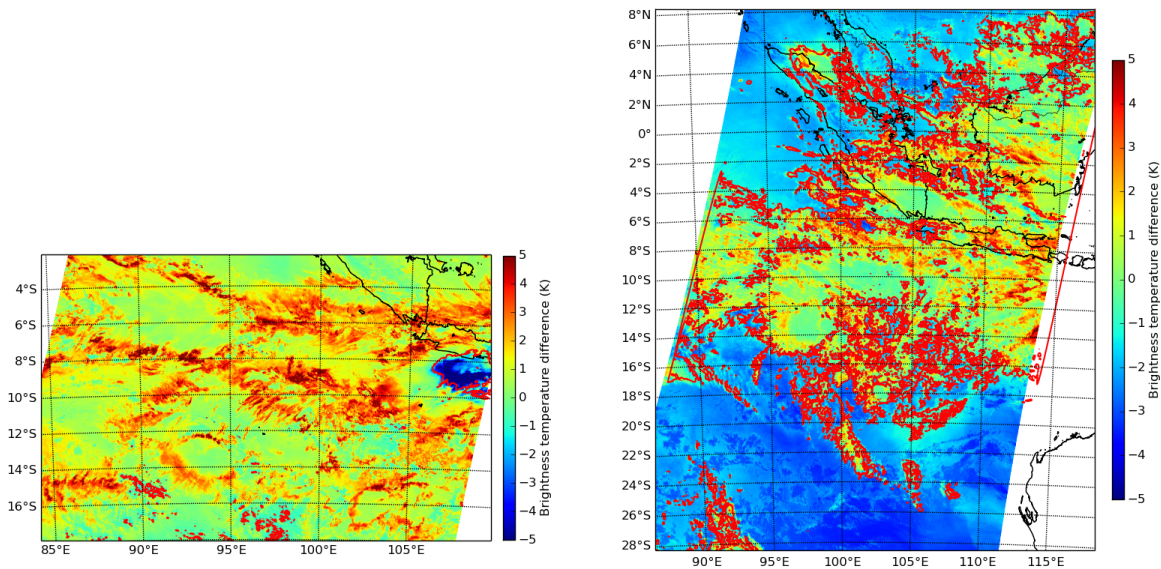 4°S
6°S
8°S
10°S
12°S
14°S
16°S
85°E
90°E
95°E
100°E
105°E
5
4
3
2
1
0
−1
−2
−3
4
−5
Brightness temperature difference (K)
8°N
6°N
4°N
2°N
0°
2°S
4°S
6°S
8°S
10°S
12°S
14°S
16°S
18°S
20°S
22°S
24°S
26°S
28°S
90°E
95°E
100°E
105°E
110°E
115°E
5
4
3
2
1
0
−1
−2
−3
−4
−5
Brightness temperature difference (K)